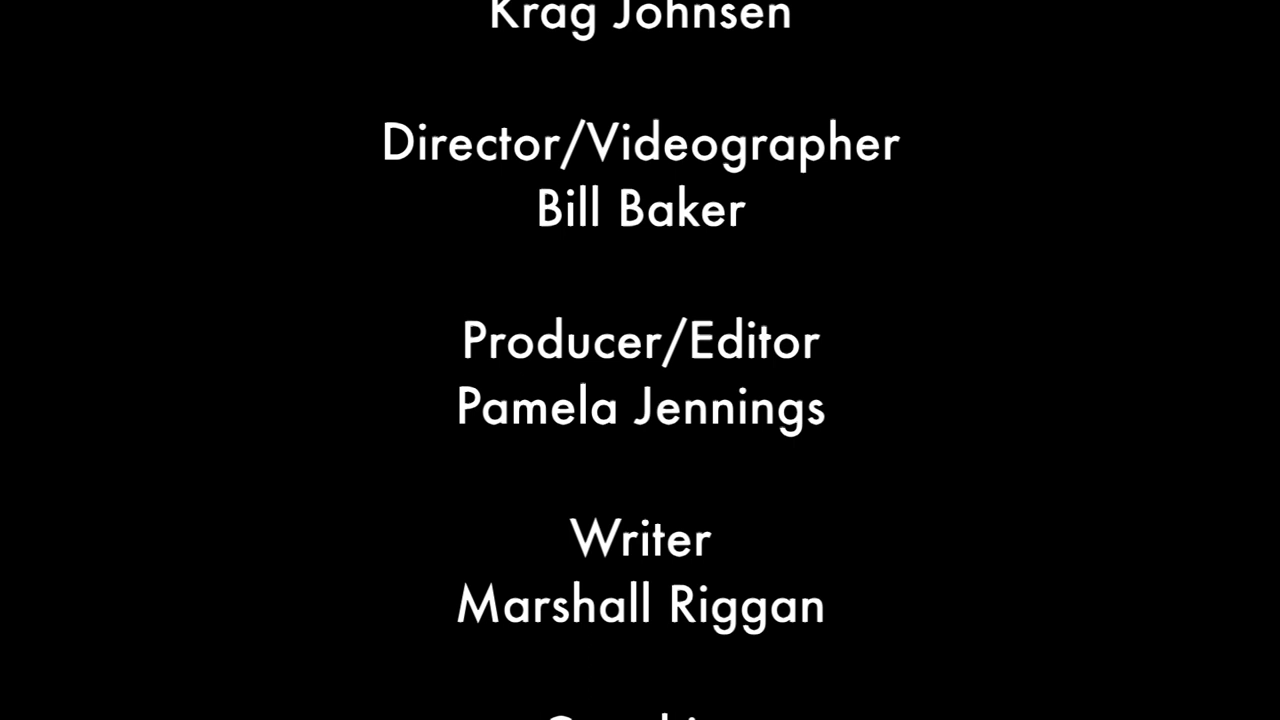 Krag Johnsen
Director/Videographer
Bill Baker
Producer/Editor
Pamela Jennings
Writer
Marshall Riggan